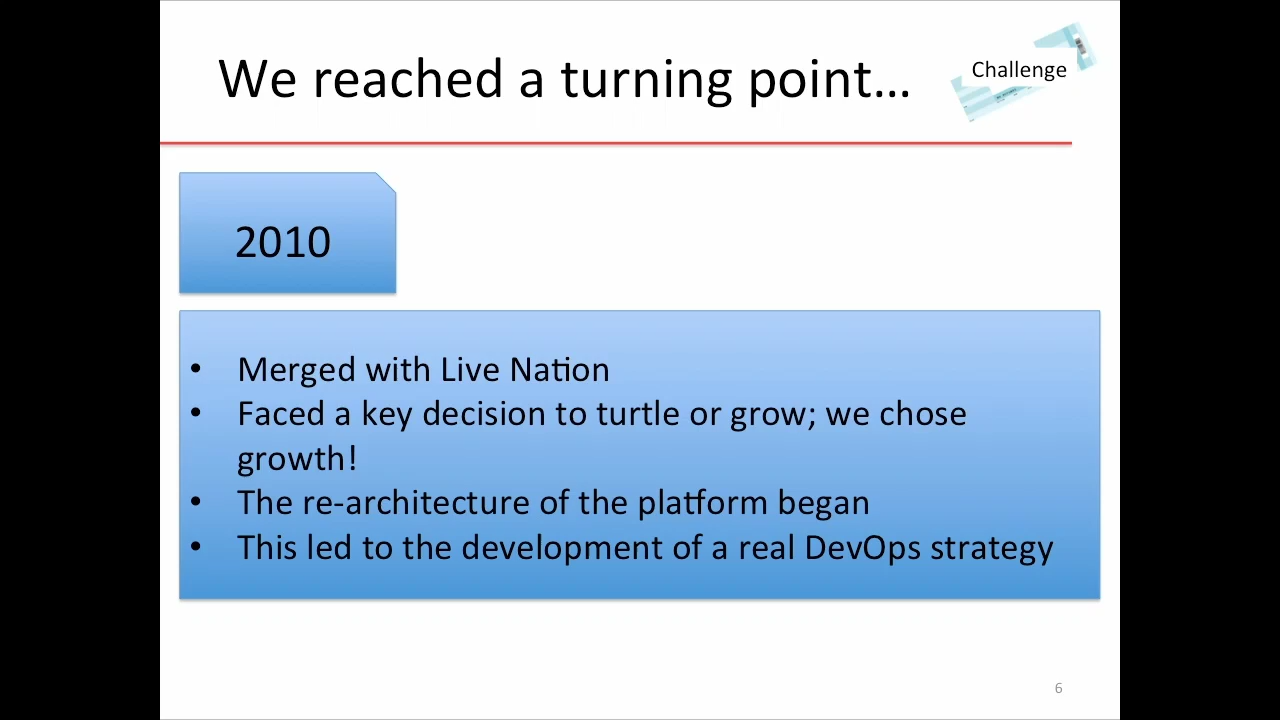 We reached a turning point…
Challenge
2010
• Merged with Live Nation
• Faced a key decision to turtle or grow; we chose
growth!
• The re-architecture of the platform began
• This led to the development of a real DevOps strategy
6